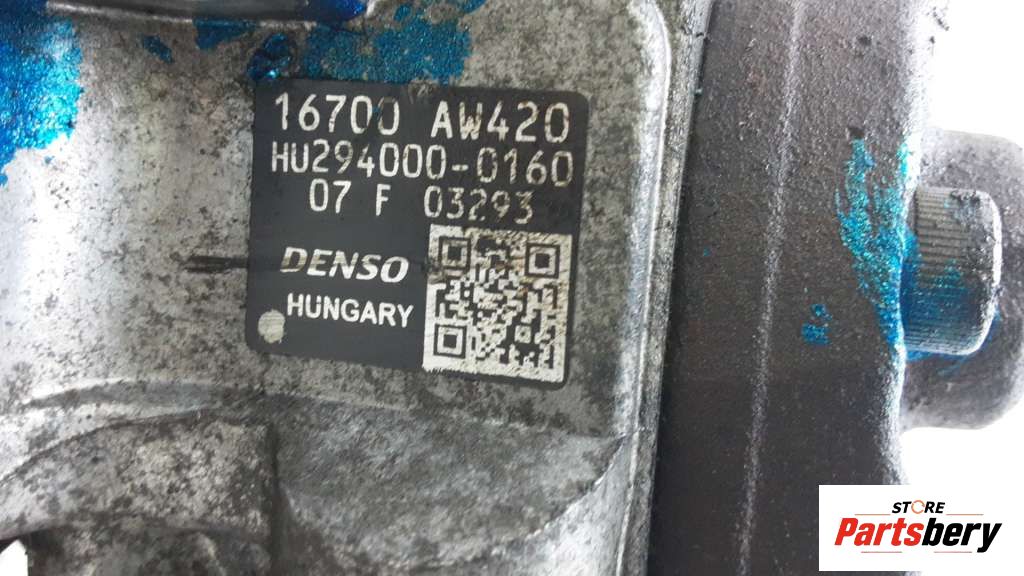 16700 AW420
HU294000-0160
07 F 03293
DENSO
HUNGARY
STORE
Partsbery